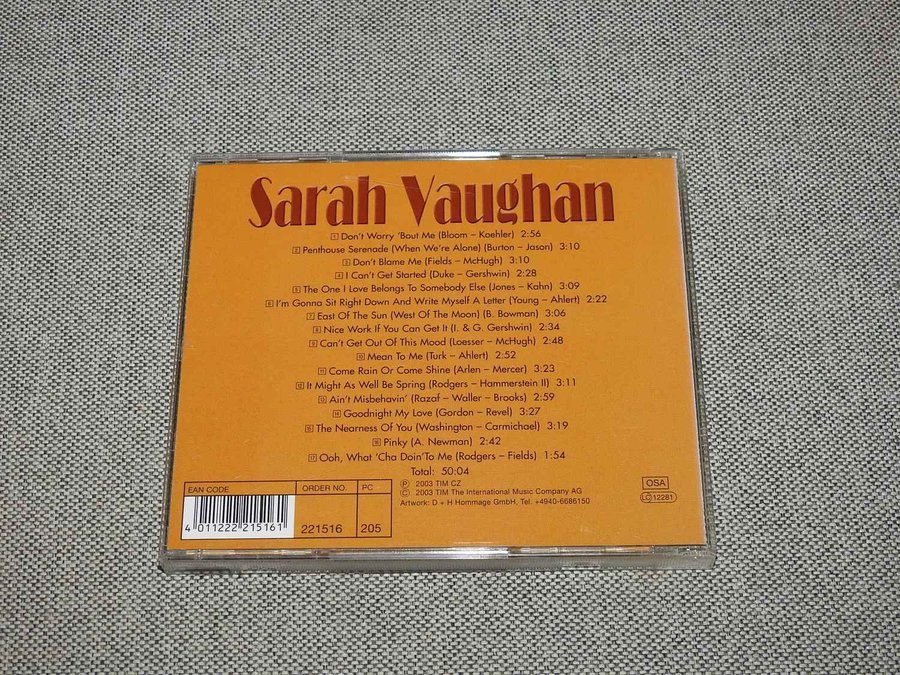 Sarah Vaughan
1 Don't Worry 'Bout Me (Bloom – Koehler) 2:56
2 Penthouse Serenade (When We're Alone) (Burton – Jason) 3:10
3 Don't Blame Me (Fields – McHugh) 3:10
4 I Can't Get Started (Duke – Gershwin) 2:28
5 The One I Love Belongs To Somebody Else (Jones – Kahn) 3:09
6 I'm Gonna Sit Right Down And Write Myself A Letter (Young – Ahlert) 2:22
7 East Of The Sun (West Of The Moon) (B. Bowman) 3:06
8 Nice Work If You Can Get It (I. & G. Gershwin) 2:34
9 Can't Get Out Of This Mood (Loesser – McHugh) 2:48
10 Mean To Me (Turk – Ahlert) 2:52
11 Come Rain Or Come Shine (Arlen – Mercer) 3:23
12 It Might As Well Be Spring (Rodgers – Hammerstein II) 3:11
13 Ain't Misbehavin' (Razaf – Waller – Brooks) 2:59
14 Goodnight My Love (Gordon – Revel) 3:27
15 The Nearness Of You (Washington – Carmichael) 3:19
16 Pinky (A. Newman) 2:42
17 Ooh, What 'Cha Doin'To Me (Rodgers – Fields) 1:54
Total: 50:04
℗ 2003 TIM CZ
© 2003 TIM The International Music Company AG
Artwork: D + H Hommage GmbH, Tel. +4940-6686150
EAN CODE
4 011222 215161
ORDER NO.
221516
PC
205
OSA
LC 12281